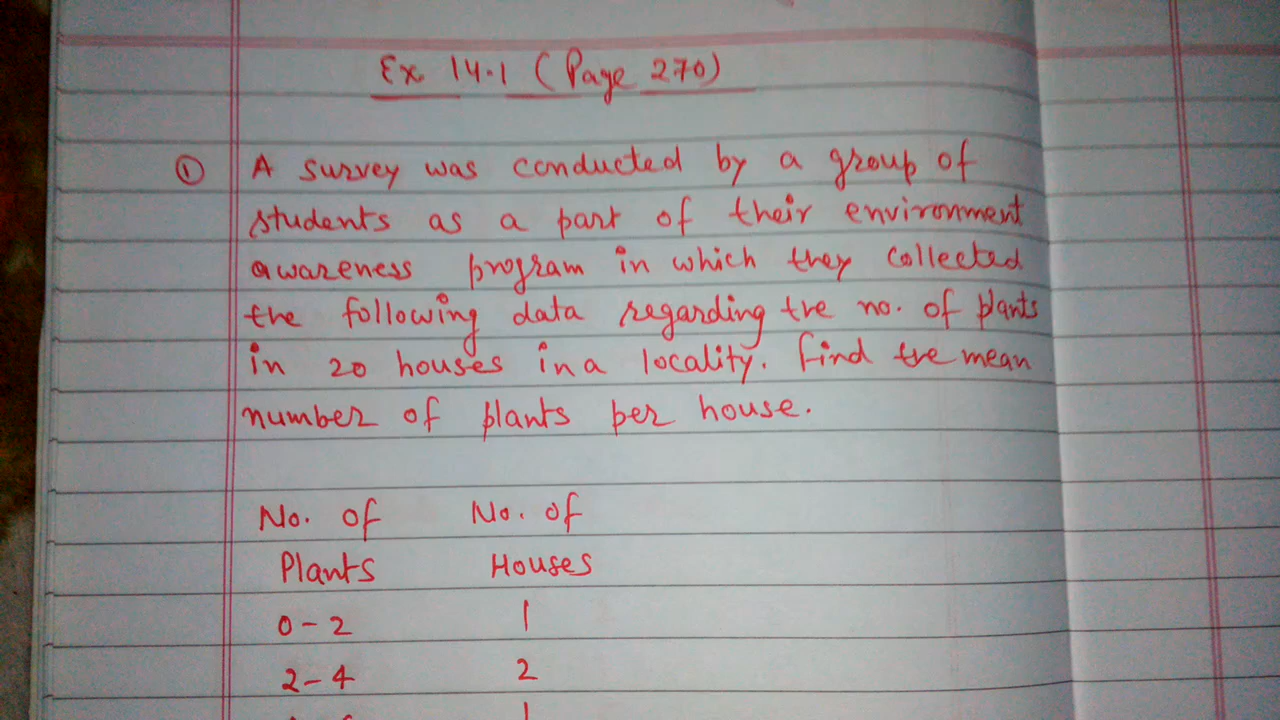 Ex 14.1 (Page 270)
① A survey was conducted by a group of
students as a part of their environment
awareness program in which they collected
the following data regarding the no. of plants
in 20 houses in a locality. Find the mean
number of plants per house.
No. of No. of
Plants Houses
0-2 1
2-4 2
1